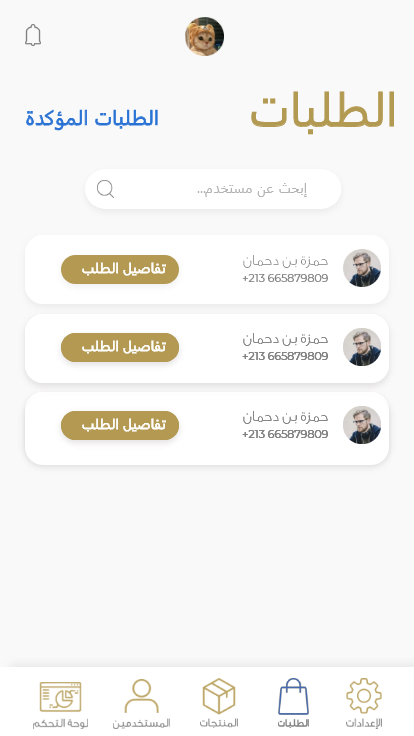 الطلبات
الطلبات المؤكدة
إبحث عن مستخدم...
حمزة بن دحمان
+213 665879809
تفاصيل الطلب
حمزة بن دحمان
+213 665879809
تفاصيل الطلب
حمزة بن دحمان
+213 665879809
تفاصيل الطلب
الإعدادات
الطلبات
المنتجات
المستخدمين
لوحة التحكم